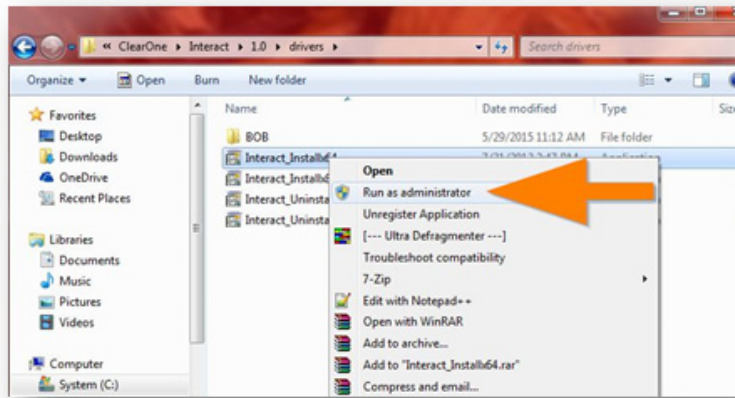 « ClearOne ▸ Interact ▸ 1.0 ▸ drivers ▸
Search drivers
Organize ▾ Open Burn New folder
Name Date modified Type
Favorites
Desktop
Downloads
OneDrive
Recent Places
Libraries
Documents
Music
Pictures
Videos
Computer
System (C:)
BOB 5/29/2015 11:12 AM File folder
Interact_Installx64
Interact_Install
Interact_Uninsta
Interact_Uninsta
Open
Run as administrator
Unregister Application
[--- Ultra Defragmenter ---]
Troubleshoot compatibility
7-Zip
Edit with Notepad++
Open with WinRAR
Add to archive...
Add to "Interact_Installx64.rar"
Compress and email...